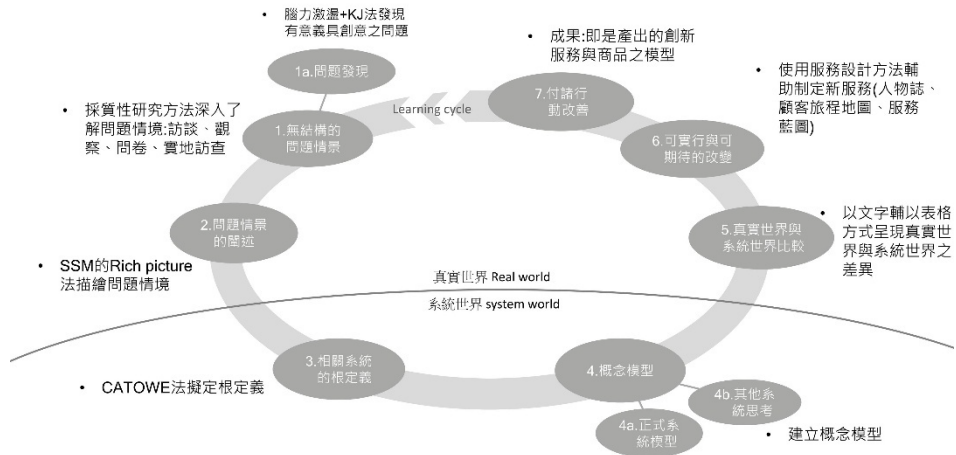 • 腦力激盪+KJ法發現
有意義具創意之問題
1a.問題發現
• 成果:即是產出的創新
服務與商品之模型
• 使用服務設計方法輔
助制定新服務(人物誌、
顧客旅程地圖、服務
藍圖)
• 採質性研究方法深入了
解問題情境:訪談、觀
察、問卷、實地訪查
1.無結構的
問題情景
Learning cycle
7.付諸行
動改善
6.可實行與可
期待的改變
2.問題情景
的闡述
5.真實世界與
系統世界比較
• 以文字輔以表格
方式呈現真實世
界與系統世界之
差異
• SSM的Rich picture
法描繪問題情境
真實世界 Real world
系統世界 system world
3.相關系統
的根定義
4.概念模型
• CATOWE法擬定根定義
4b.其他系
統思考
4a.正式系
統模型
• 建立概念模型